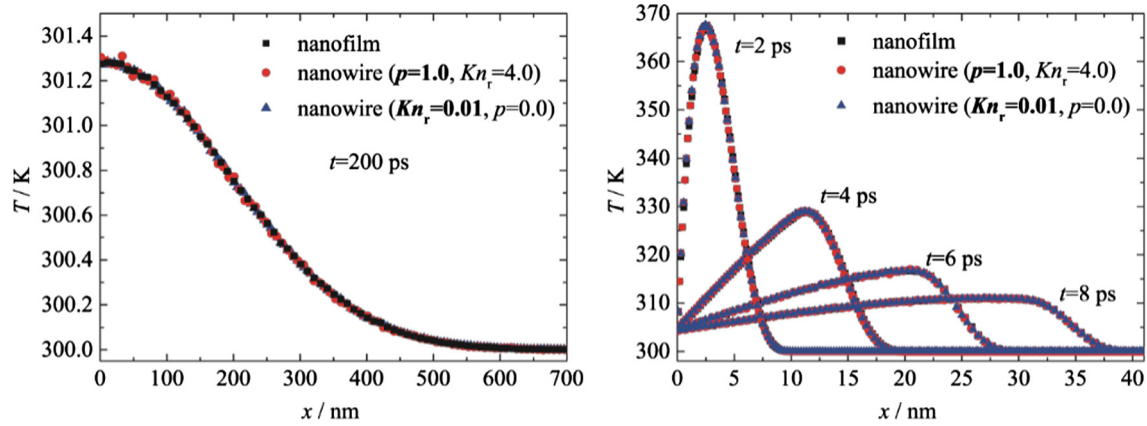 301.4
301.2
301.0
300.8
300.6
300.4
300.2
300.0
T / K
nanofilm
nanowire (p=1.0, Knr=4.0)
nanowire (Knr=0.01, p=0.0)
t=200 ps
0 100 200 300 400 500 600 700
x / nm
370
360
350
340
330
320
310
300
T / K
t=2 ps
nanofilm
nanowire (p=1.0, Knr=4.0)
nanowire (Knr=0.01, p=0.0)
t=4 ps
t=6 ps
t=8 ps
0 5 10 15 20 25 30 35 40
x / nm